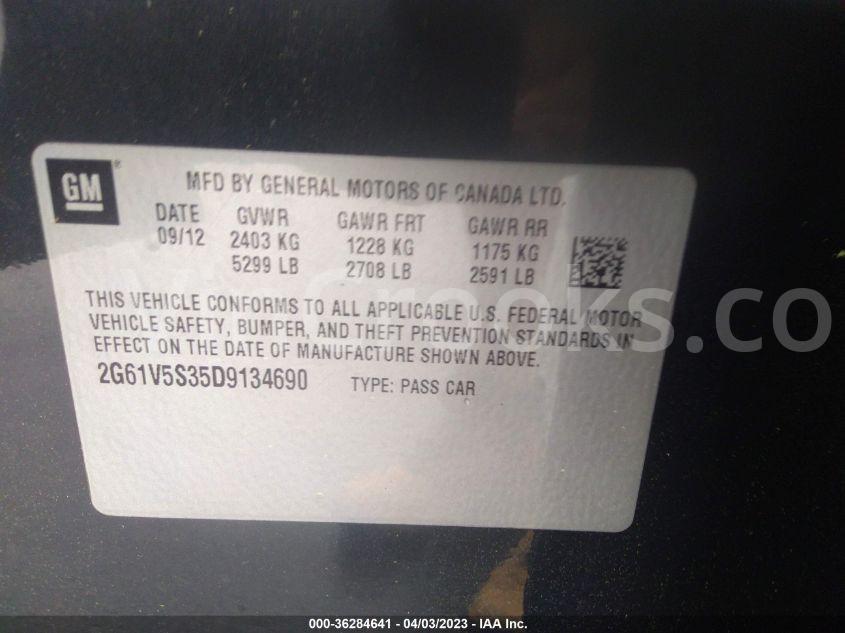 GM ®
MFD BY GENERAL MOTORS OF CANADA LTD.
DATE GVWR GAWR FRT GAWR RR
09/12 2403 KG 1228 KG 1175 KG
5299 LB 2708 LB 2591 LB
THIS VEHICLE CONFORMS TO ALL APPLICABLE U.S. FEDERAL MOTOR
VEHICLE SAFETY, BUMPER, AND THEFT PREVENTION STANDARDS IN
EFFECT ON THE DATE OF MANUFACTURE SHOWN ABOVE.
2G61V5S35D9134690 TYPE: PASS CAR
000-36284641 - 04/03/2023 - IAAI Inc.